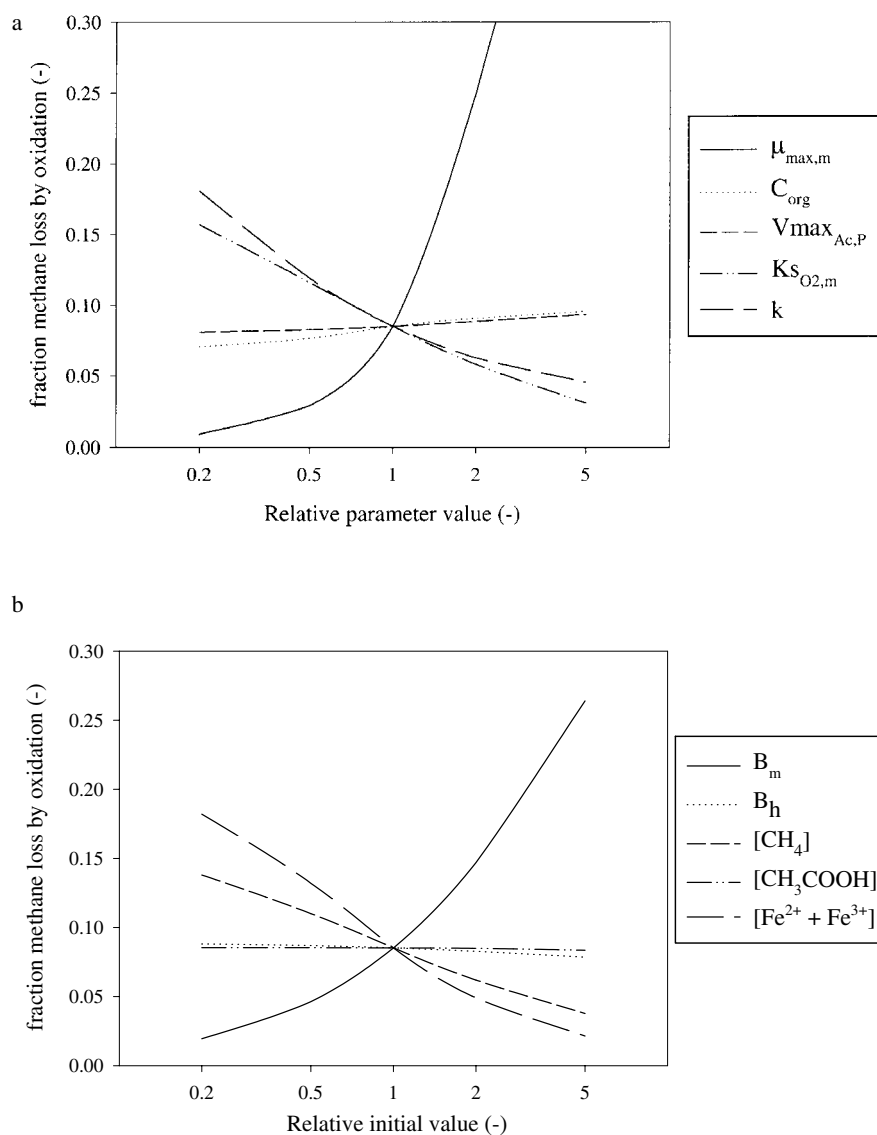 a
fraction methane loss by oxidation (-)
0.30
0.25
0.20
0.15
0.10
0.05
0.00
0.2 0.5 1 2 5
Relative parameter value (-)
μmax,m
Corg
VmaxAc,P
KsO2,m
k
b
fraction methane loss by oxidation (-)
0.30
0.25
0.20
0.15
0.10
0.05
0.00
0.2 0.5 1 2 5
Relative initial value (-)
Bm
Bh
[CH4]
[CH3COOH]
[Fe2+ + Fe3+]